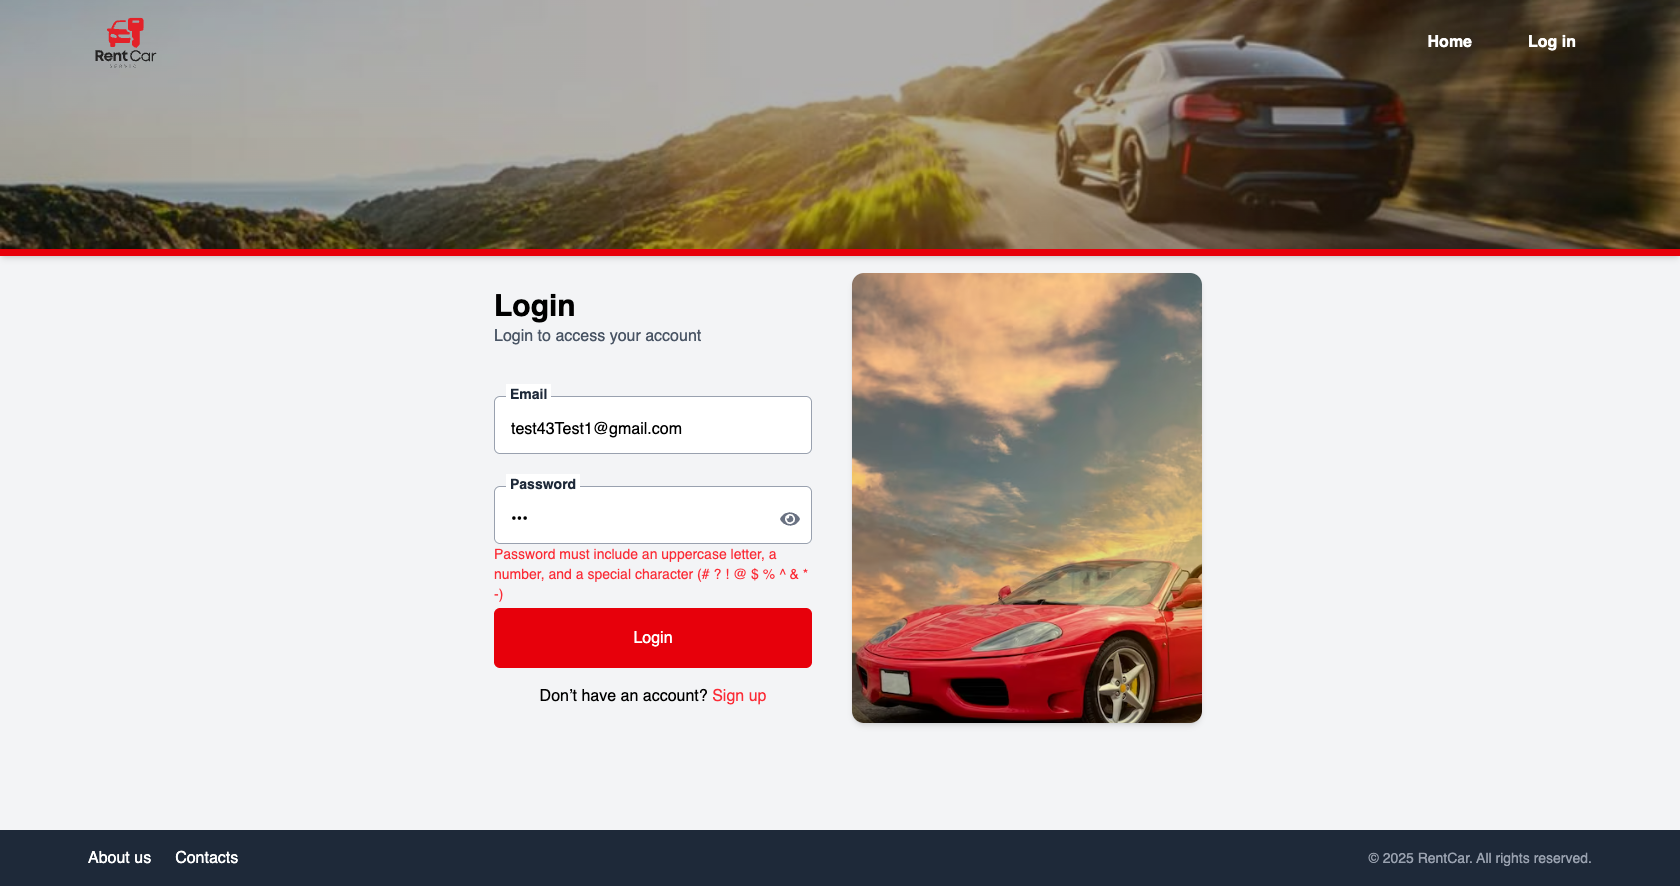 Rent Car
Home
Log in
Login
Login to access your account
Email
test43Test1@gmail.com
Password
•••
Password must include an uppercase letter, a
number, and a special character (# ? ! @ $ % ^ & *
-)
Login
Don’t have an account? Sign up
About us
Contacts
© 2025 RentCar. All rights reserved.